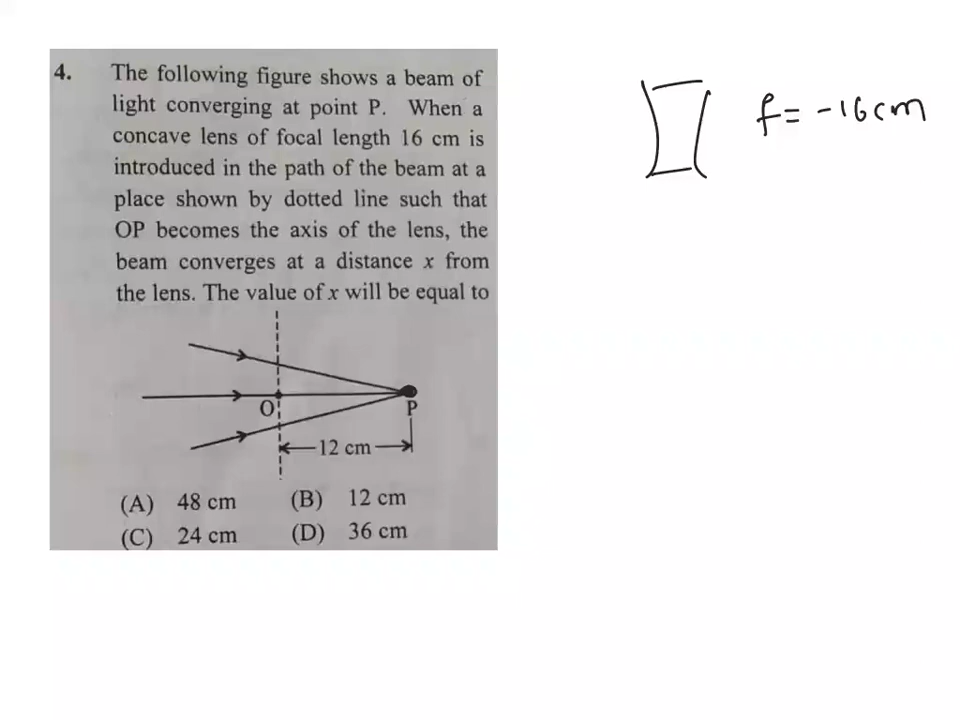 4. The following figure shows a beam of
light converging at point P. When a
concave lens of focal length 16 cm is
introduced in the path of the beam at a
place shown by dotted line such that
OP becomes the axis of the lens, the
beam converges at a distance x from
the lens. The value of x will be equal to
O
P
12 cm
(A) 48 cm (B) 12 cm
(C) 24 cm (D) 36 cm
f = -16 cm